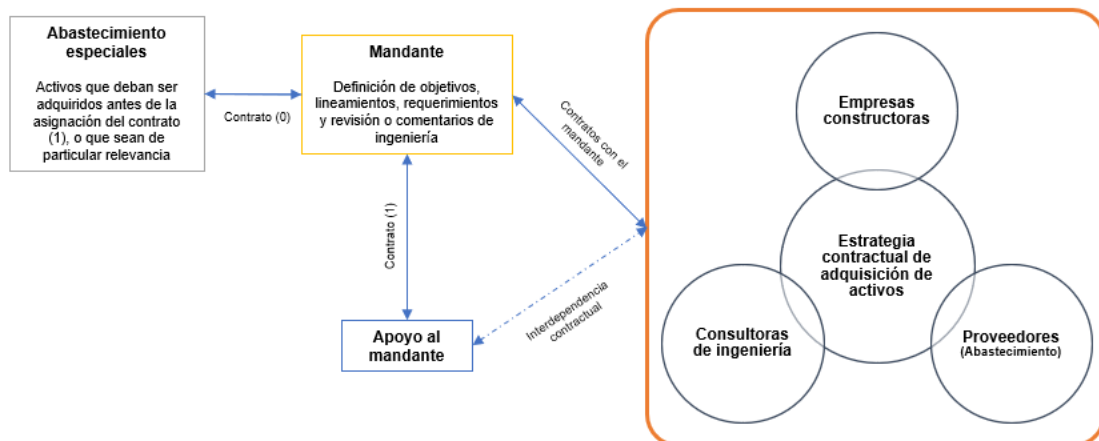 Abastecimiento
especiales
Activos que deban ser
adquiridos antes de la
asignación del contrato
(1), o que sean de
particular relevancia
Contrato (0)
Mandante
Definición de objetivos,
lineamientos, requerimientos
y revisión o comentarios de
ingeniería
Contratos con el
mandante
Contrato (1)
Apoyo al
mandante
Interdependencia
contractual
Empresas
constructoras
Estrategia
contractual de
adquisición de
activos
Consultoras
de ingeniería
Proveedores
(Abastecimiento)